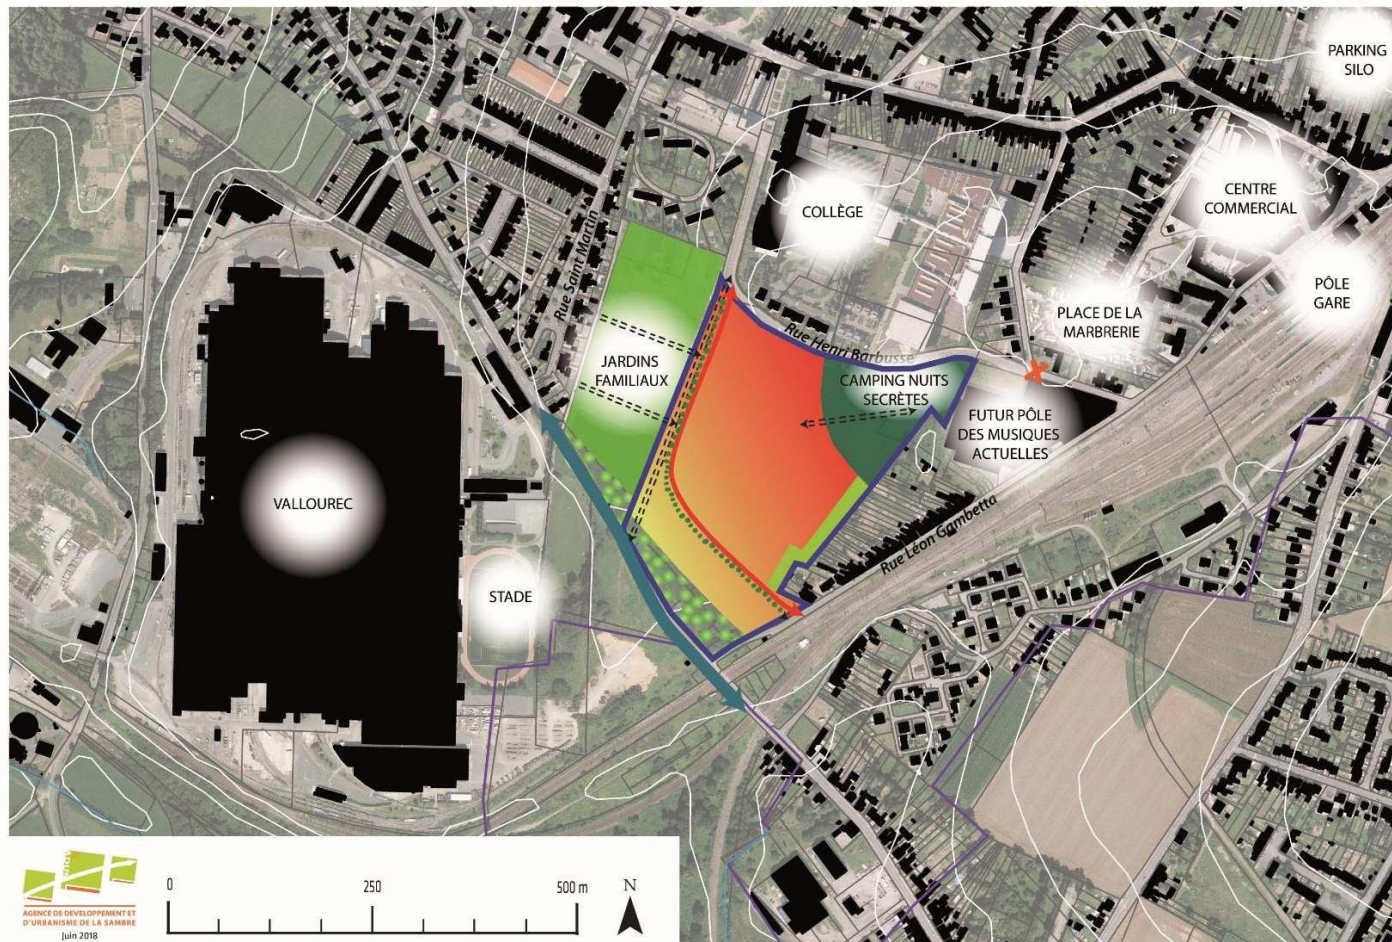 PARKING
SILO
COLLÈGE
CENTRE
COMMERCIAL
Rue Saint Martin
PÔLE
GARE
PLACE DE LA
MARBRERIE
Rue Henri Barbusse
JARDINS
FAMILIAUX
CAMPING NUITS
SECRÈTES
FUTUR PÔLE
DES MUSIQUES
ACTUELLES
VALLOUREC
Rue Léon Gambetta
STADE
0 250 500 m
N
AGENCE DE DEVELOPPEMENT ET
D'URBANISME DE LA SAMBRE
Juin 2018